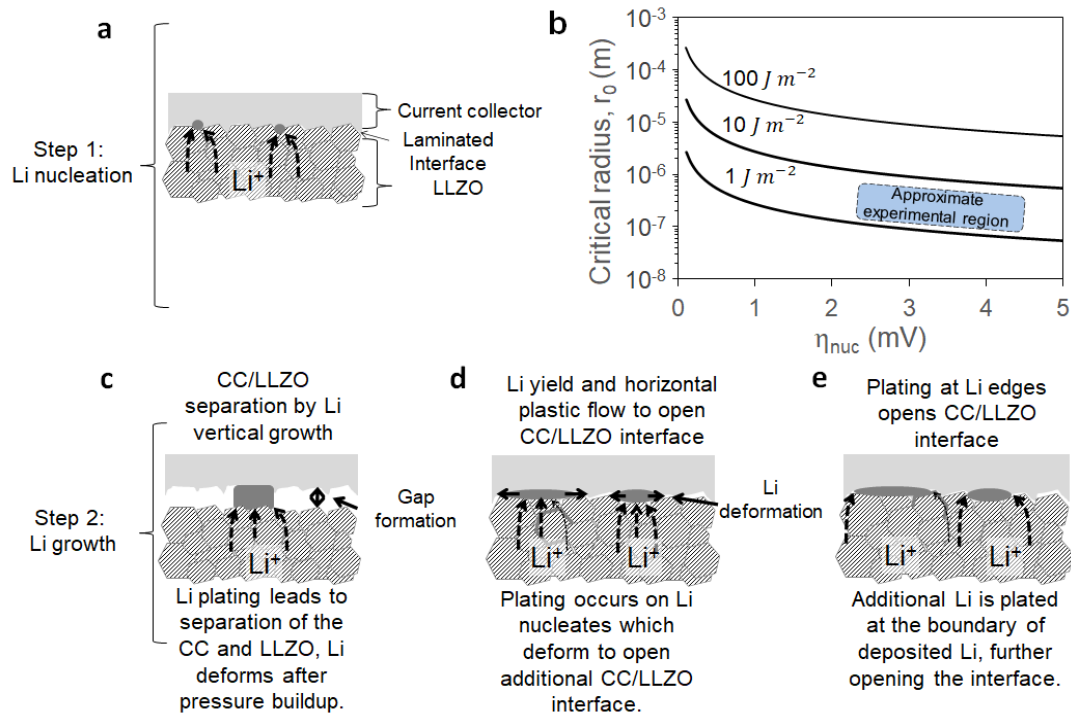 a
Step 1:
Li nucleation
Current collector
Laminated
Interface
LLZO
Li⁺
b
Critical radius, r₀ (m)
10⁻³
10⁻⁴
10⁻⁵
10⁻⁶
10⁻⁷
10⁻⁸
100 J m⁻²
10 J m⁻²
1 J m⁻²
Approximate
experimental region
0 1 2 3 4 5
ηnuc (mV)
Step 2:
Li growth
c
CC/LLZO
separation by Li
vertical growth
Gap
formation
Li⁺
Li plating leads to
separation of the
CC and LLZO, Li
deforms after
pressure buildup.
d
Li yield and horizontal
plastic flow to open
CC/LLZO interface
Li
deformation
Li⁺ Li⁺
Plating occurs on Li
nucleates which
deform to open
additional CC/LLZO
interface.
e
Plating at Li edges
opens CC/LLZO
interface
Li⁺ Li⁺
Additional Li is plated
at the boundary of
deposited Li, further
opening the interface.